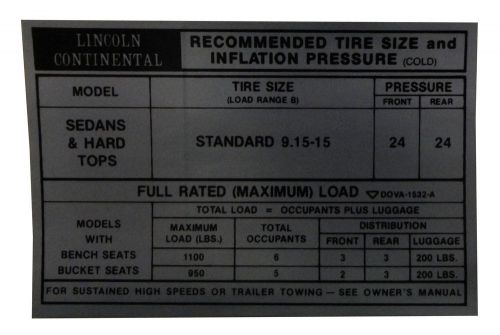 LINCOLN CONTINENTAL
RECOMMENDED TIRE SIZE and
INFLATION PRESSURE (COLD)
MODEL
TIRE SIZE
(LOAD RANGE B)
PRESSURE
FRONT REAR
SEDANS
& HARD
TOPS
STANDARD 9.15-15
24 24
FULL RATED (MAXIMUM) LOAD DOVA-1532-A
MODELS
WITH
TOTAL LOAD = OCCUPANTS PLUS LUGGAGE
MAXIMUM
LOAD (LBS.)
TOTAL
OCCUPANTS
DISTRIBUTION
FRONT REAR LUGGAGE
BENCH SEATS 1100 6 3 3 200 LBS.
BUCKET SEATS 950 5 2 3 200 LBS.
FOR SUSTAINED HIGH SPEEDS OR TRAILER TOWING — SEE OWNER'S MANUAL